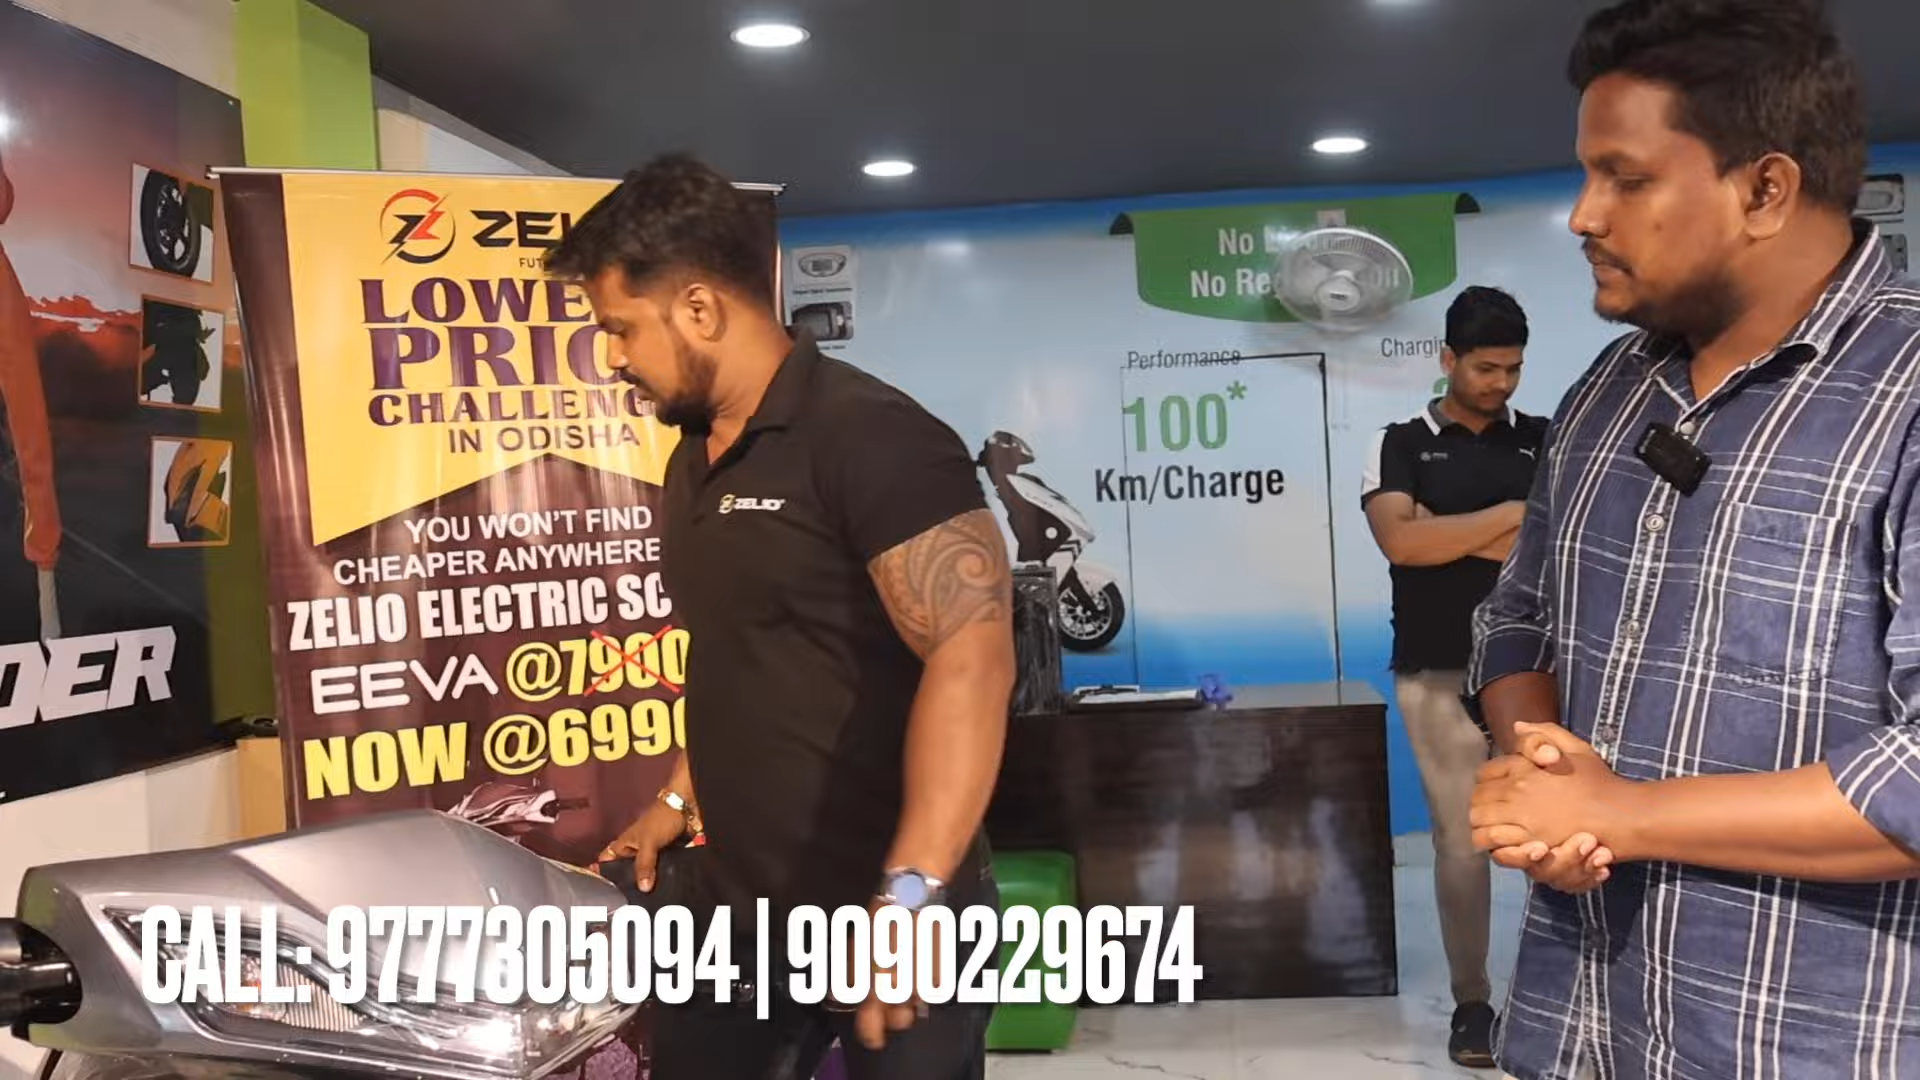 ZEL
LOWE
PRIC
CHALLENG
IN ODISHA
YOU WON'T FIND
CHEAPER ANYWHERE
ZELIO ELECTRIC SC
EEVA @7900
NOW @6990
DER
ZELIO
No
No Re
Performance
100*
Km/Charge
Chargin
CALL: 9777305094 | 9090229674